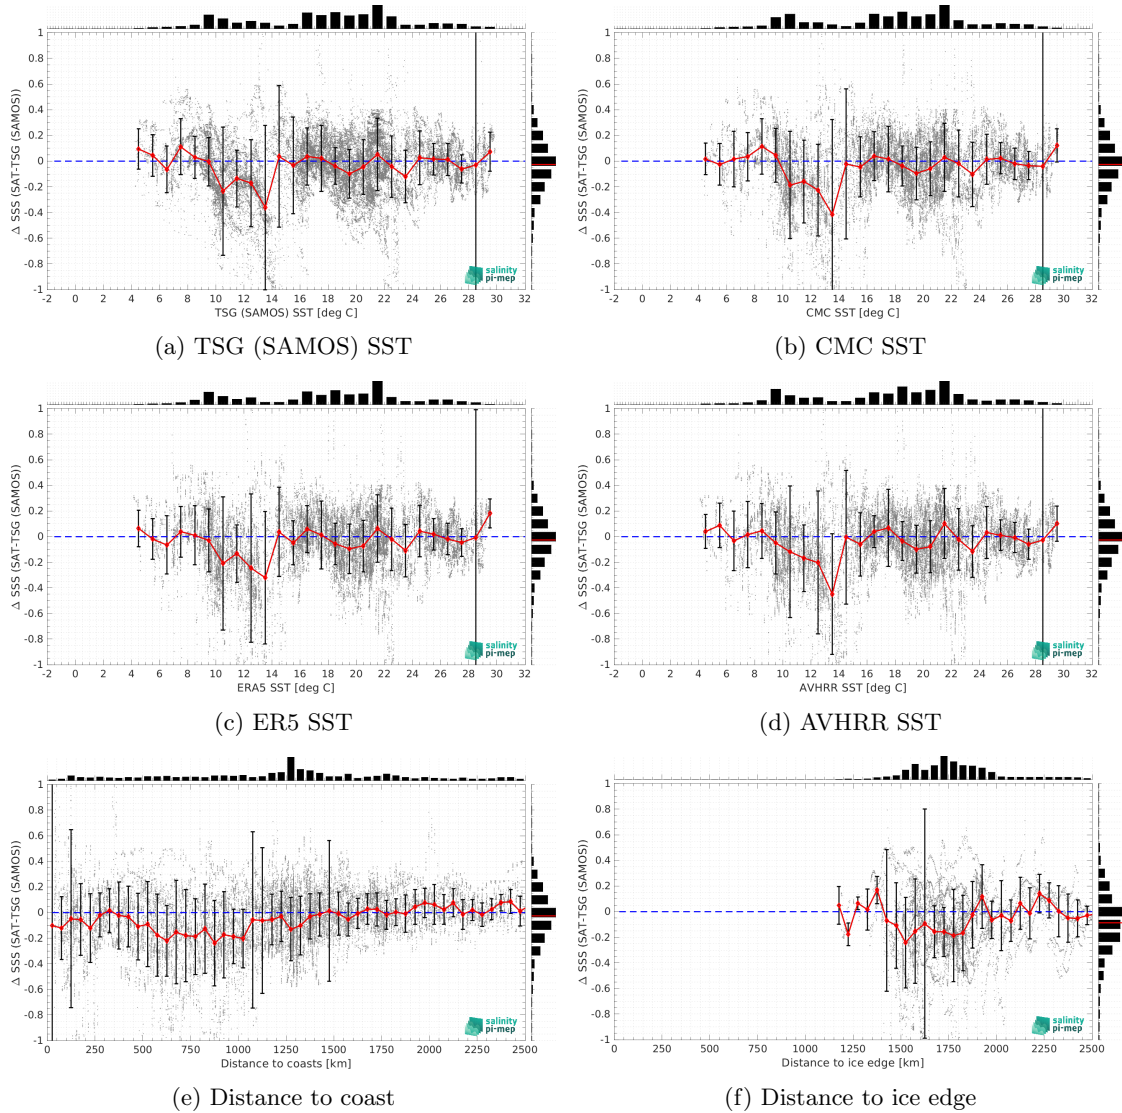 1
0.8
0.6
0.4
0.2
0
-0.2
-0.4
-0.6
-0.8
-1
Δ SSS (SAT-TSG (SAMOS))
salinity
pi-mep
-2 0 2 4 6 8 10 12 14 16 18 20 22 24 26 28 30 32
TSG (SAMOS) SST [deg C]
(a) TSG (SAMOS) SST
1
0.8
0.6
0.4
0.2
0
-0.2
-0.4
-0.6
-0.8
-1
Δ SSS (SAT-TSG (SAMOS))
salinity
pi-mep
-2 0 2 4 6 8 10 12 14 16 18 20 22 24 26 28 30 32
CMC SST [deg C]
(b) CMC SST
1
0.8
0.6
0.4
0.2
0
-0.2
-0.4
-0.6
-0.8
-1
Δ SSS (SAT-TSG (SAMOS))
salinity
pi-mep
-2 0 2 4 6 8 10 12 14 16 18 20 22 24 26 28 30 32
ERA5 SST [deg C]
(c) ER5 SST
1
0.8
0.6
0.4
0.2
0
-0.2
-0.4
-0.6
-0.8
-1
Δ SSS (SAT-TSG (SAMOS))
salinity
pi-mep
-2 0 2 4 6 8 10 12 14 16 18 20 22 24 26 28 30 32
AVHRR SST [deg C]
(d) AVHRR SST
1
0.8
0.6
0.4
0.2
0
-0.2
-0.4
-0.6
-0.8
-1
Δ SSS (SAT-TSG (SAMOS))
salinity
pi-mep
0 250 500 750 1000 1250 1500 1750 2000 2250 2500
Distance to coasts [km]
(e) Distance to coast
1
0.8
0.6
0.4
0.2
0
-0.2
-0.4
-0.6
-0.8
-1
Δ SSS (SAT-TSG (SAMOS))
salinity
pi-mep
0 250 500 750 1000 1250 1500 1750 2000 2250 2500
Distance to ice edge [km]
(f) Distance to ice edge